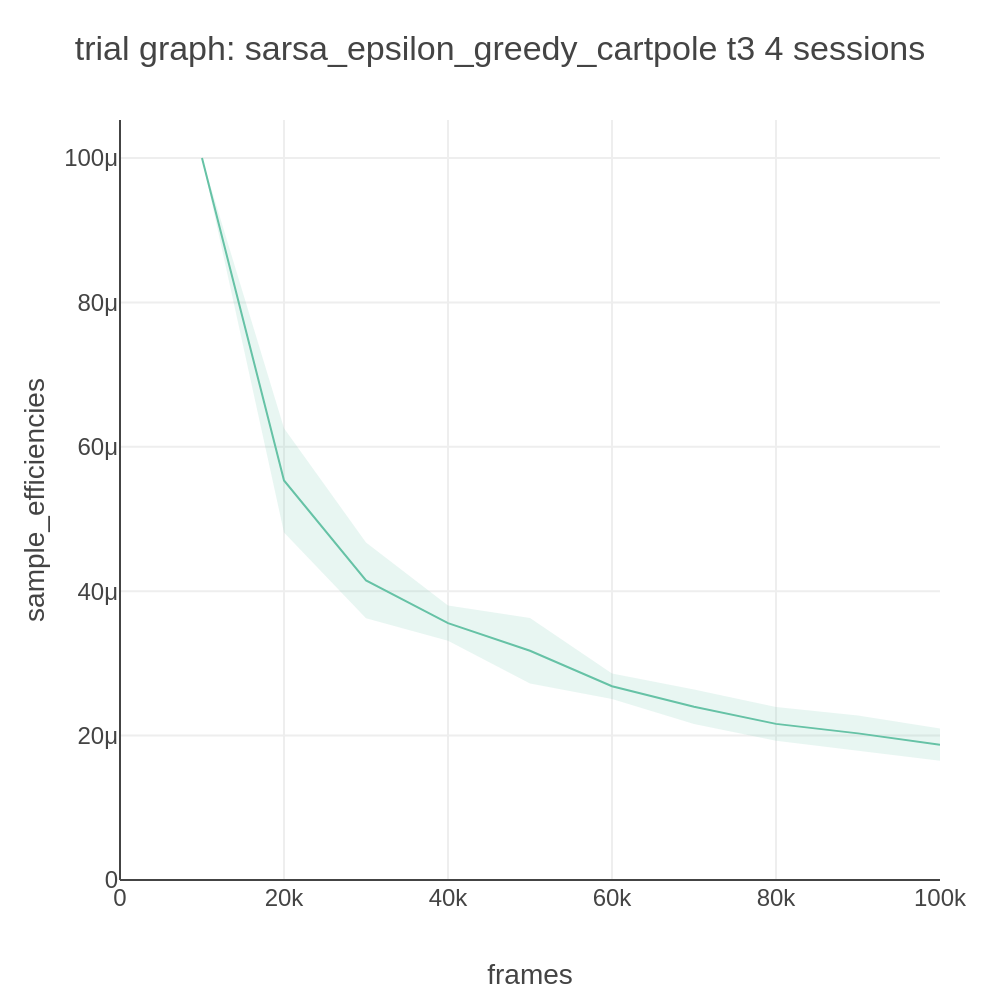 trial graph: sarsa_epsilon_greedy_cartpole t3 4 sessions
100μ
80μ
60μ
40μ
20μ
0
sample_efficiencies
0
20k
40k
60k
80k
100k
frames